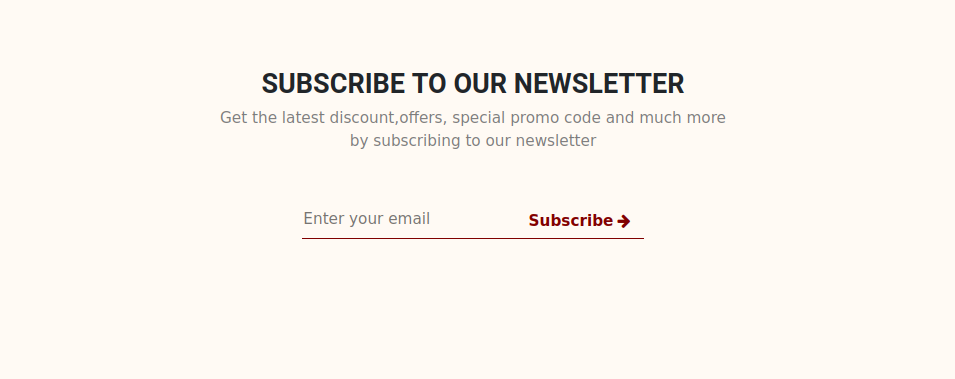 SUBSCRIBE TO OUR NEWSLETTER
Get the latest discount,offers, special promo code and much more
by subscribing to our newsletter
Enter your email
Subscribe